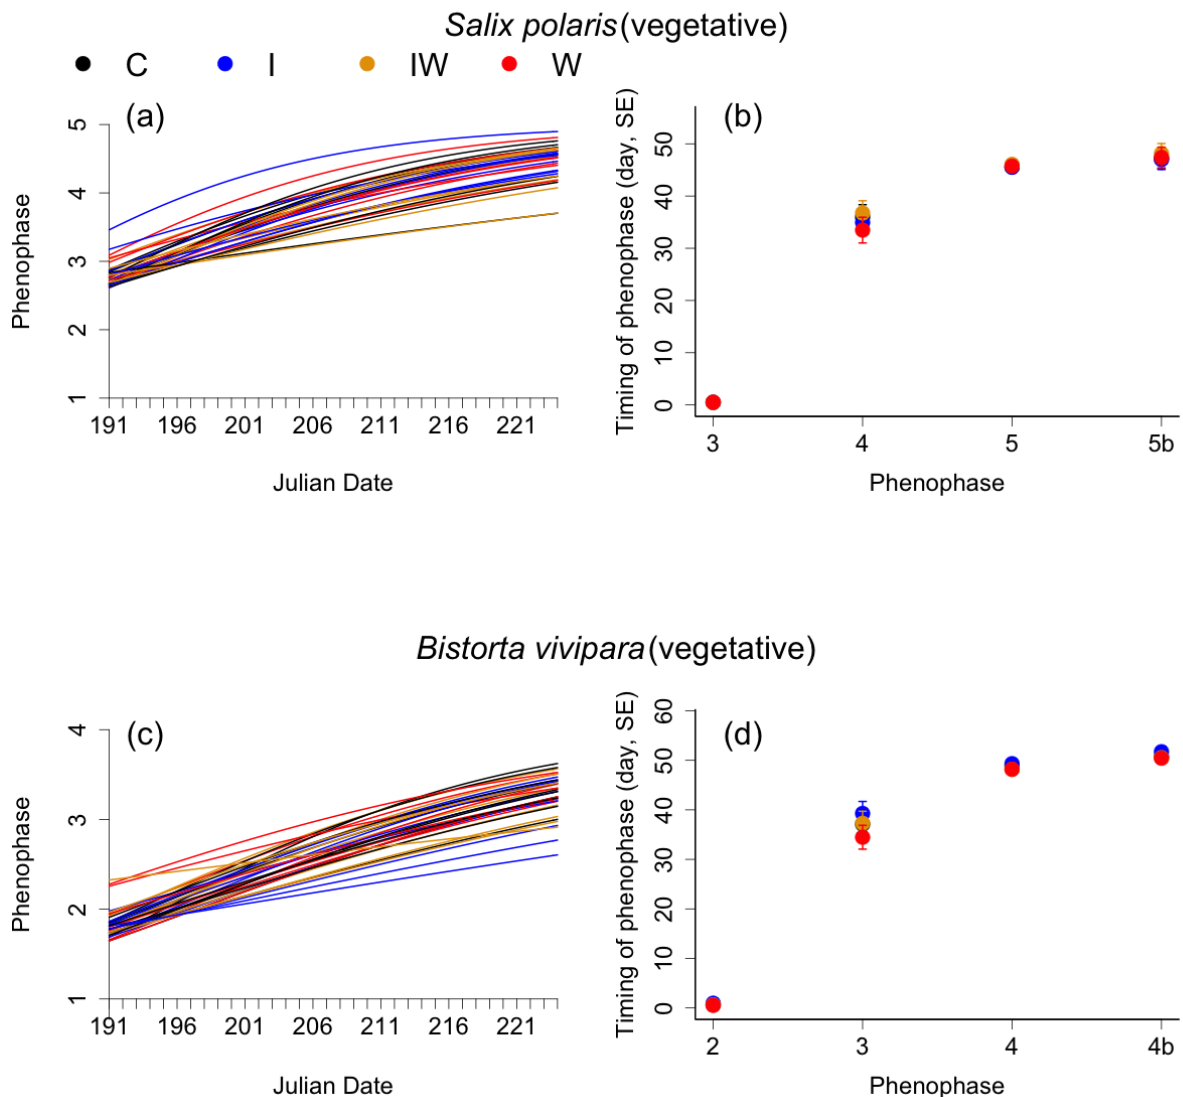 Salix polaris(vegetative)
C I IW W
(a)
Phenophase
5
4
3
2
1
191 196 201 206 211 216 221
Julian Date
(b)
Timing of phenophase (day, SE)
50
40
30
20
10
0
3 4 5 5b
Phenophase
Bistorta vivipara(vegetative)
(c)
Phenophase
4
3
2
1
191 196 201 206 211 216 221
Julian Date
(d)
Timing of phenophase (day, SE)
60
50
40
30
20
10
0
2 3 4 4b
Phenophase